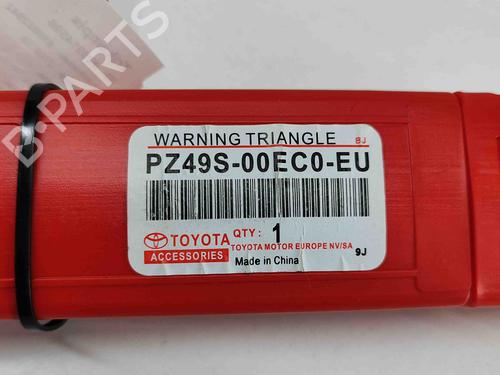 WARNING TRIANGLE 8J
PZ49S-00EC0-EU
TOYOTA QTY: 1
ACCESSORIES TOYOTA MOTOR EUROPE NV/SA
Made in China 9J
B-PARTS